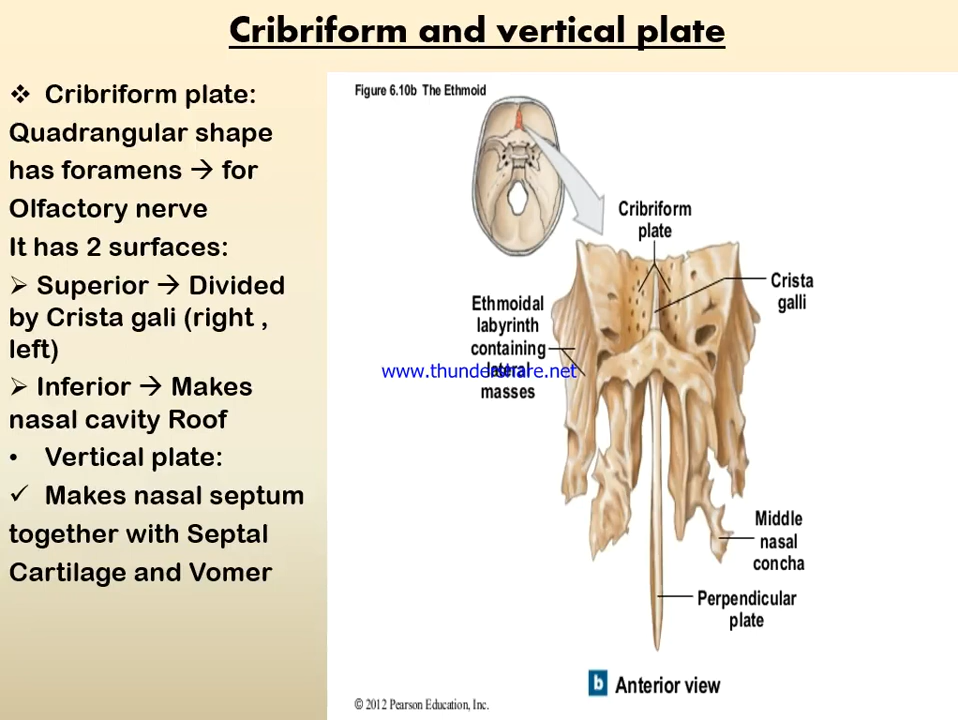 Cribriform and vertical plate
❖ Cribriform plate:
Quadrangular shape
has foramens → for
Olfactory nerve
It has 2 surfaces:
➢ Superior → Divided
by Crista gali (right ,
left)
➢ Inferior → Makes
nasal cavity Roof
• Vertical plate:
✓ Makes nasal septum
together with Septal
Cartilage and Vomer
Figure 6.10b The Ethmoid
Cribriform
plate
Crista
galli
Ethmoidal
labyrinth
containing
lateral
masses
www.thundershare.net
Middle
nasal
concha
Perpendicular
plate
b Anterior view
© 2012 Pearson Education, Inc.